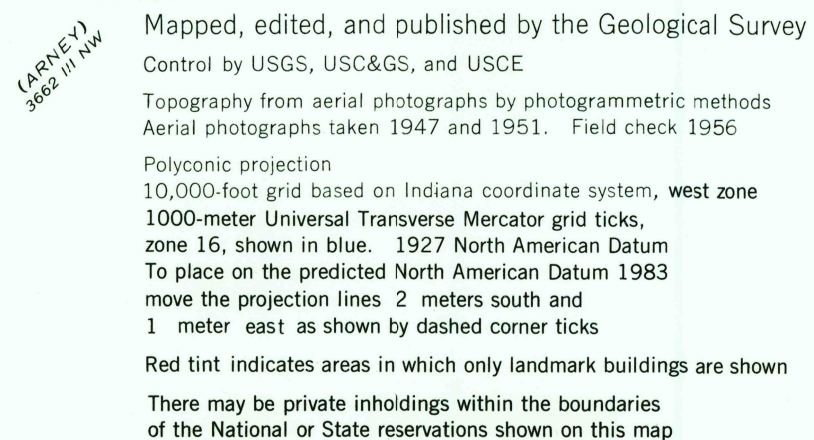 (ARNEY)
3662 III NW
Mapped, edited, and published by the Geological Survey
Control by USGS, USC&GS, and USCE
Topography from aerial photographs by photogrammetric methods
Aerial photographs taken 1947 and 1951. Field check 1956
Polyconic projection
10,000-foot grid based on Indiana coordinate system, west zone
1000-meter Universal Transverse Mercator grid ticks,
zone 16, shown in blue. 1927 North American Datum
To place on the predicted North American Datum 1983
move the projection lines 2 meters south and
1 meter east as shown by dashed corner ticks
Red tint indicates areas in which only landmark buildings are shown
There may be private inholdings within the boundaries
of the National or State reservations shown on this map